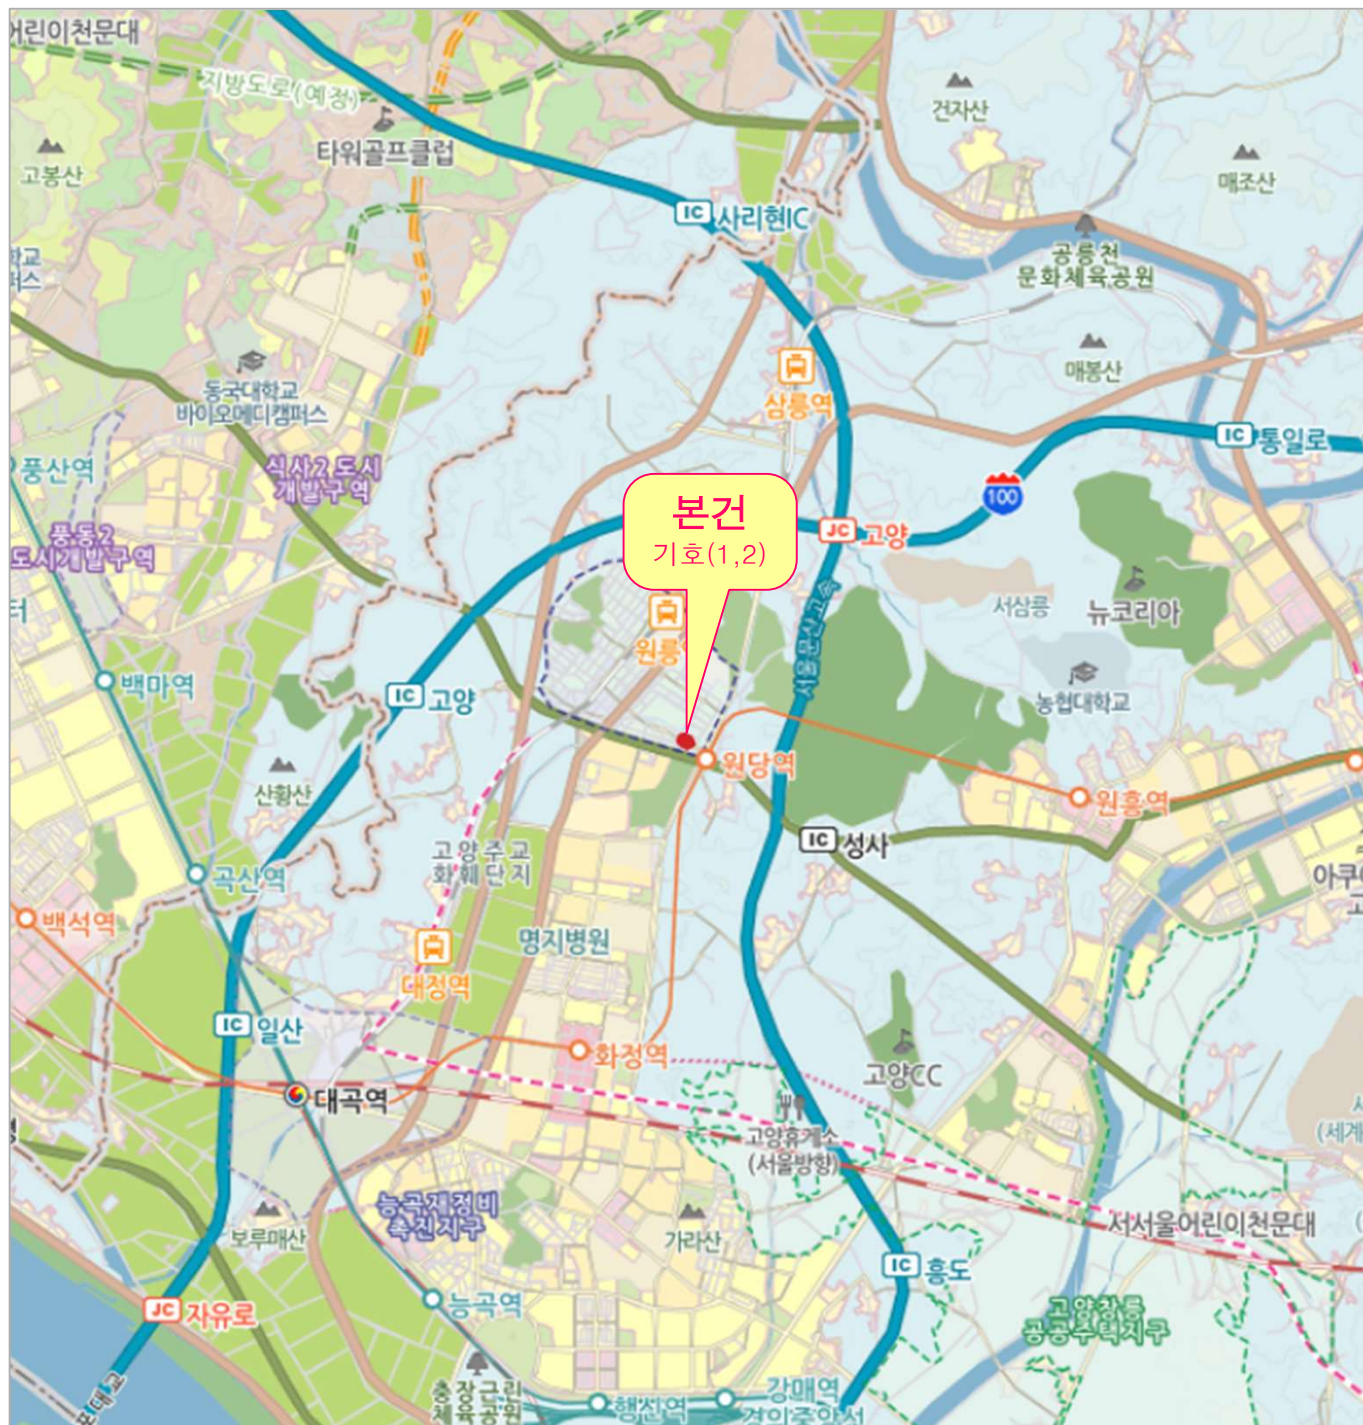 어린이천문대
지방도로(예정)
타워골프클럽
고봉산
건자산
매조산
IC 사리현IC
공릉천
문화체육공원
동국대학교
바이오메디캠퍼스
삼릉역
매봉산
풍산역
식사2도시
개발구역
IC 통일로
100
본건
기호(1,2)
JC 고양
풍동2
도시개발구역
터
서삼릉
뉴코리아
원릉
서울문산고속
백마역
IC 고양
농협대학교
산황산
원당역
원흥역
IC 성사
고양주교
화훼단지
곡산역
백석역
명지병원
대정역
IC 일산
화정역
고양CC
대곡역
고양휴게소
(서울방향)
(세계
능곡재정비
촉진지구
보루매산
가라산
서서울어린이천문대
IC 흥도
능곡역
JC 자유로
고양창릉
공공주택지구
충장근린
체육공원
행신역
강매역
경의중앙선